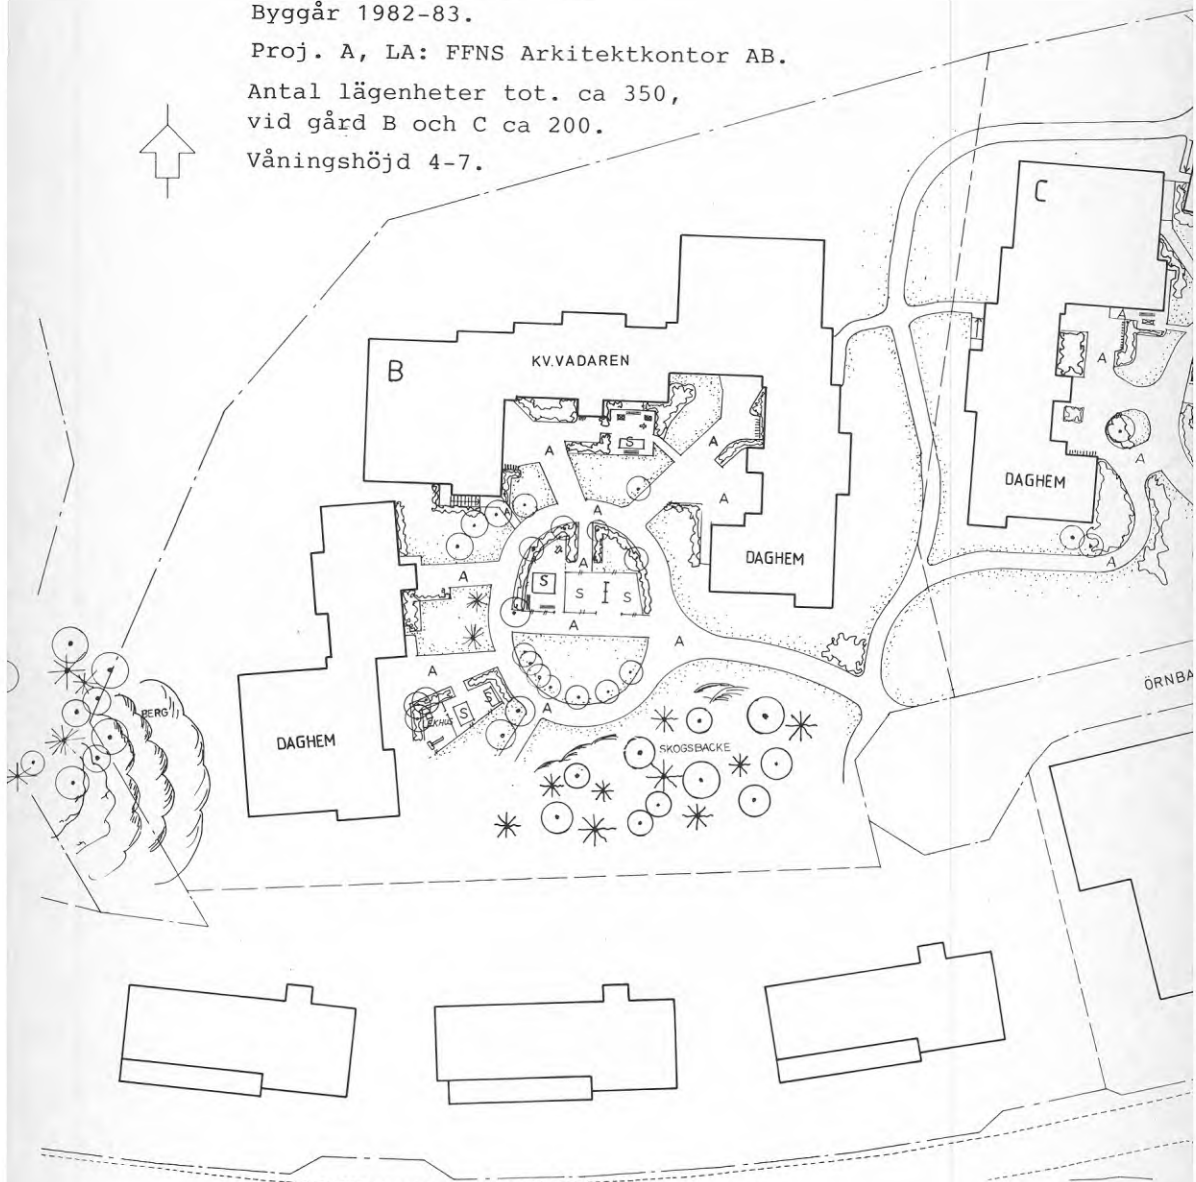 Byggår 1982-83.
Proj. A, LA: FFNS Arkitektkontor AB.
Antal lägenheter tot. ca 350,
vid gård B och C ca 200.
Våningshöjd 4-7.
C
A
KV.VADAREN
B
A
S
A
A
A
DAGHEM
A
A
A
A
DAGHEM
A
A
A
S
S
S
A
A
A
A
ÖRNBA
BERG
S
S
A
DAGHEM
SKOGSBACKE